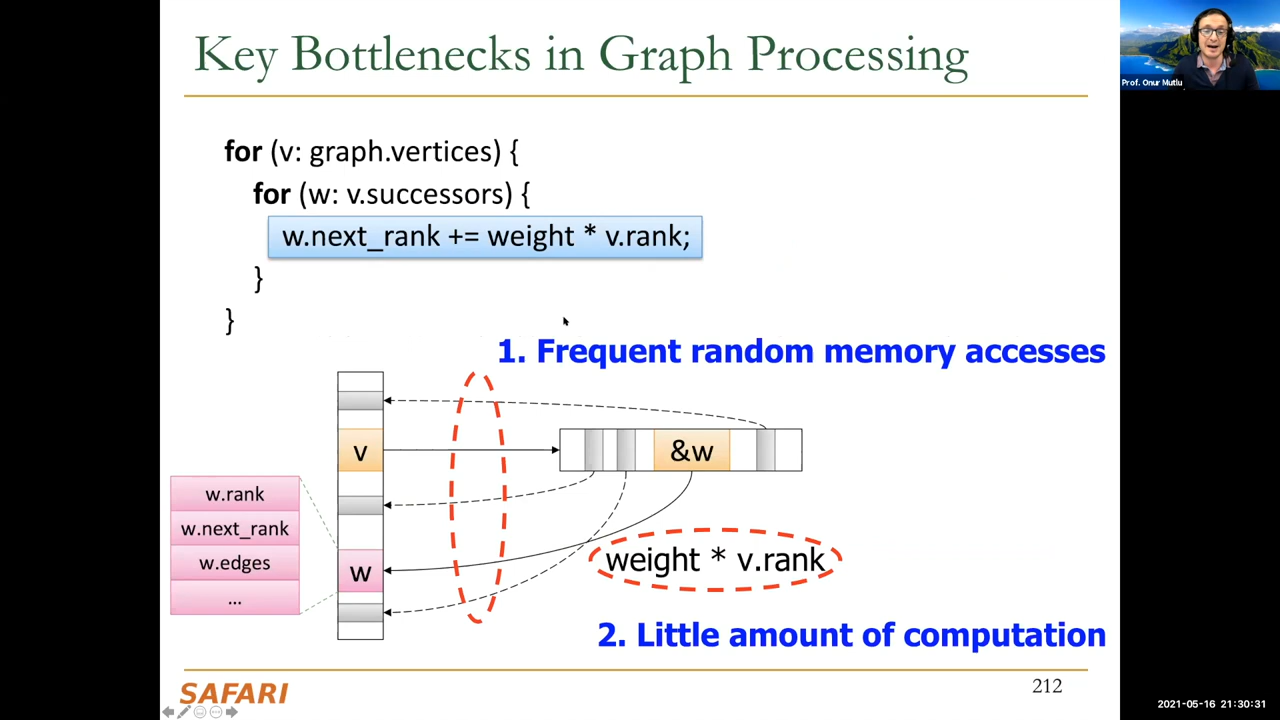 Key Bottlenecks in Graph Processing
Prof. Onur Mutlu
for (v: graph.vertices) {
for (w: v.successors) {
w.next_rank += weight * v.rank;
}
}
1. Frequent random memory accesses
v
&w
w.rank
w.next_rank
w.edges
...
w
weight * v.rank
2. Little amount of computation
SAFARI
212
2021-05-16 21:30:31